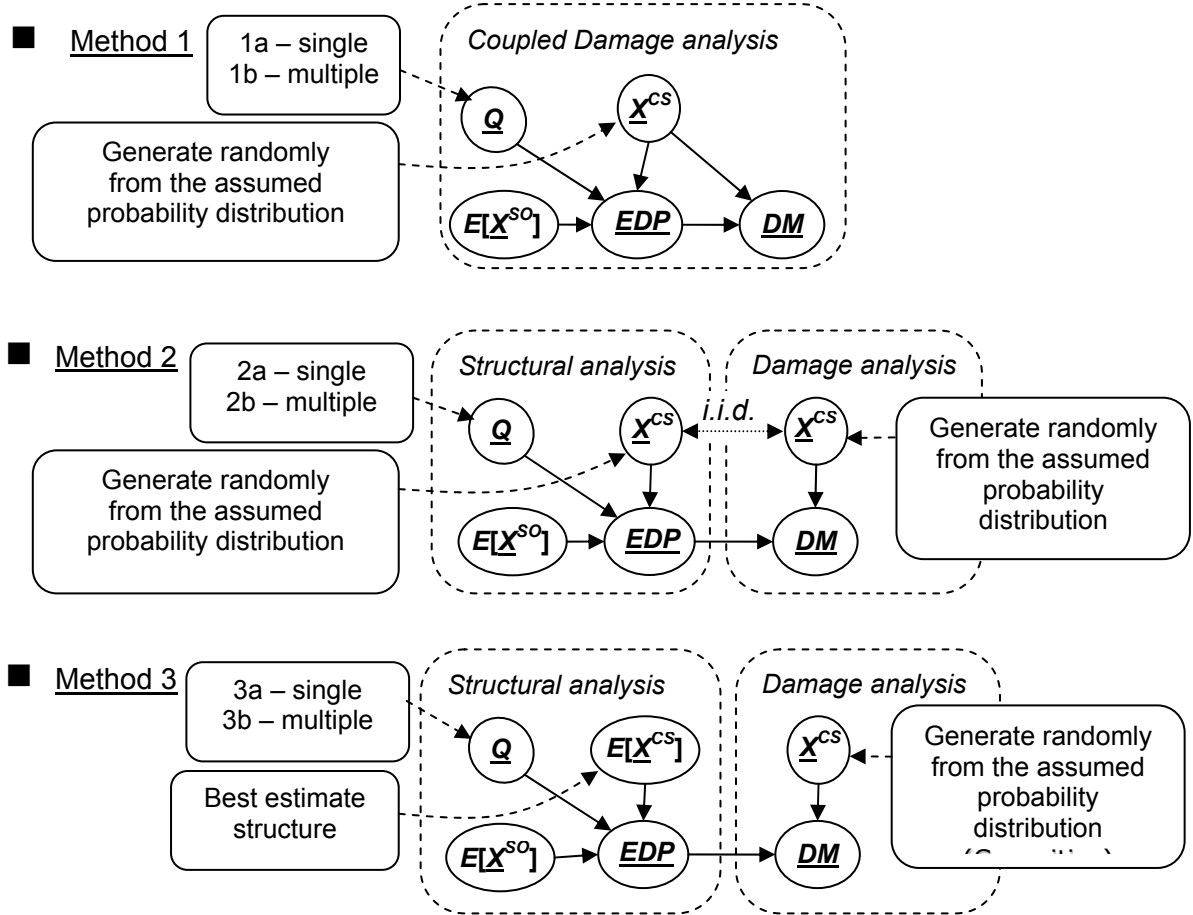 Method 1
1a – single
1b – multiple
Generate randomly
from the assumed
probability distribution
Coupled Damage analysis
Q
X^CS
E[X^SO]
EDP
DM
Method 2
2a – single
2b – multiple
Generate randomly
from the assumed
probability distribution
Structural analysis
Q
X^CS
E[X^SO]
EDP
i.i.d.
Damage analysis
X^CS
DM
Generate randomly
from the assumed
probability
distribution
Method 3
3a – single
3b – multiple
Best estimate
structure
Structural analysis
Q
E[X^CS]
E[X^SO]
EDP
Damage analysis
X^CS
DM
Generate randomly
from the assumed
probability
distribution